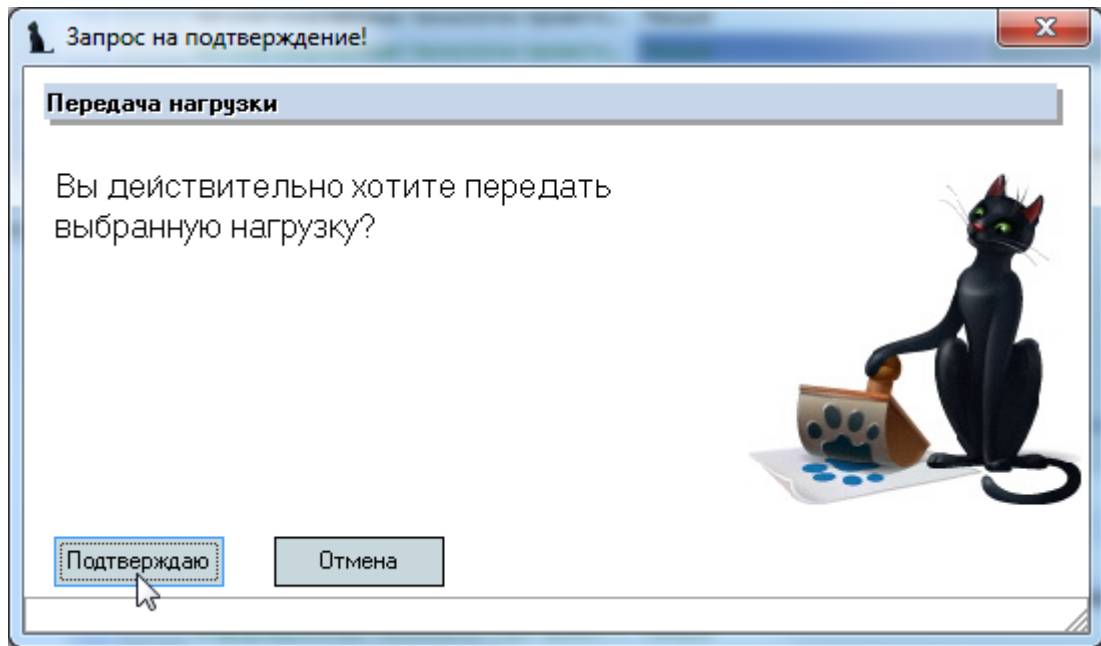 Запрос на подтверждение!
Передача нагрузки
Вы действительно хотите передать
выбранную нагрузку?
Подтверждаю
Отмена